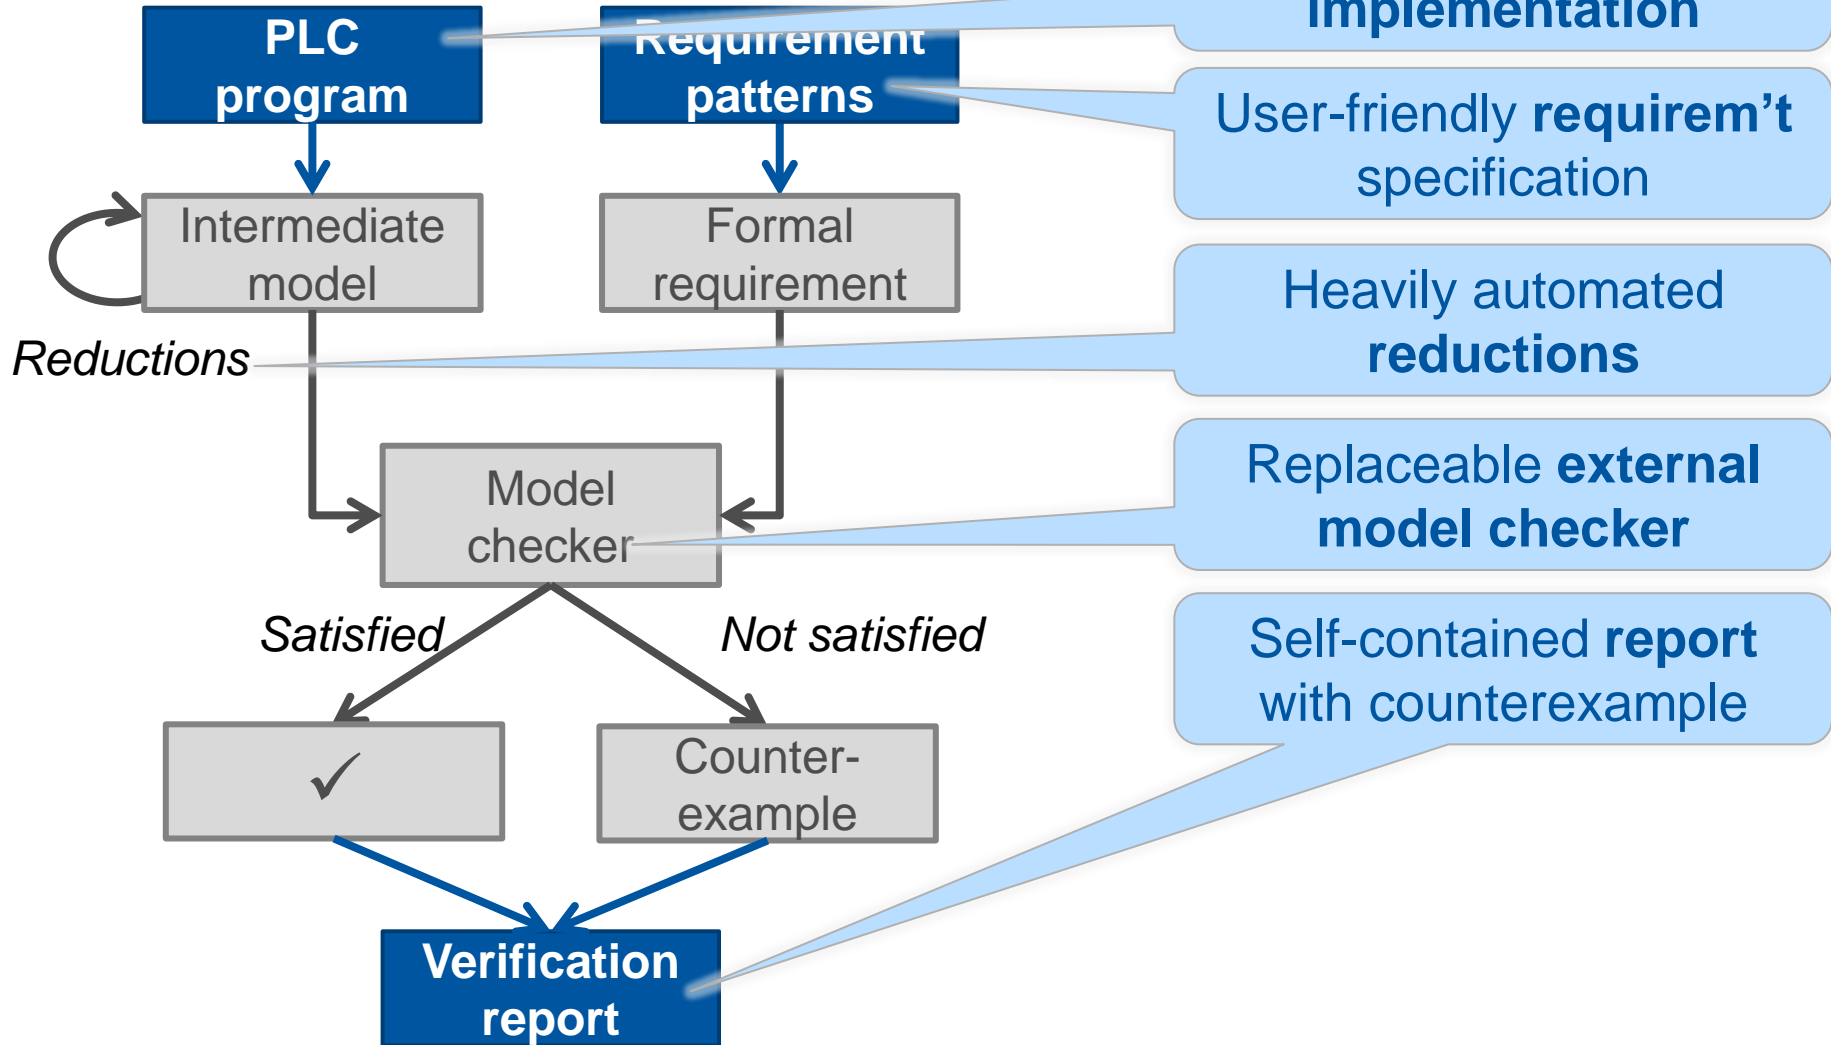 implementation
PLC
program
Requirement
patterns
User-friendly requirem’t
specification
Intermediate
model
Formal
requirement
Reductions
Heavily automated
reductions
Model
checker
Replaceable external
model checker
Satisfied
Not satisfied
Self-contained report
with counterexample
✓
Counter-
example
Verification
report